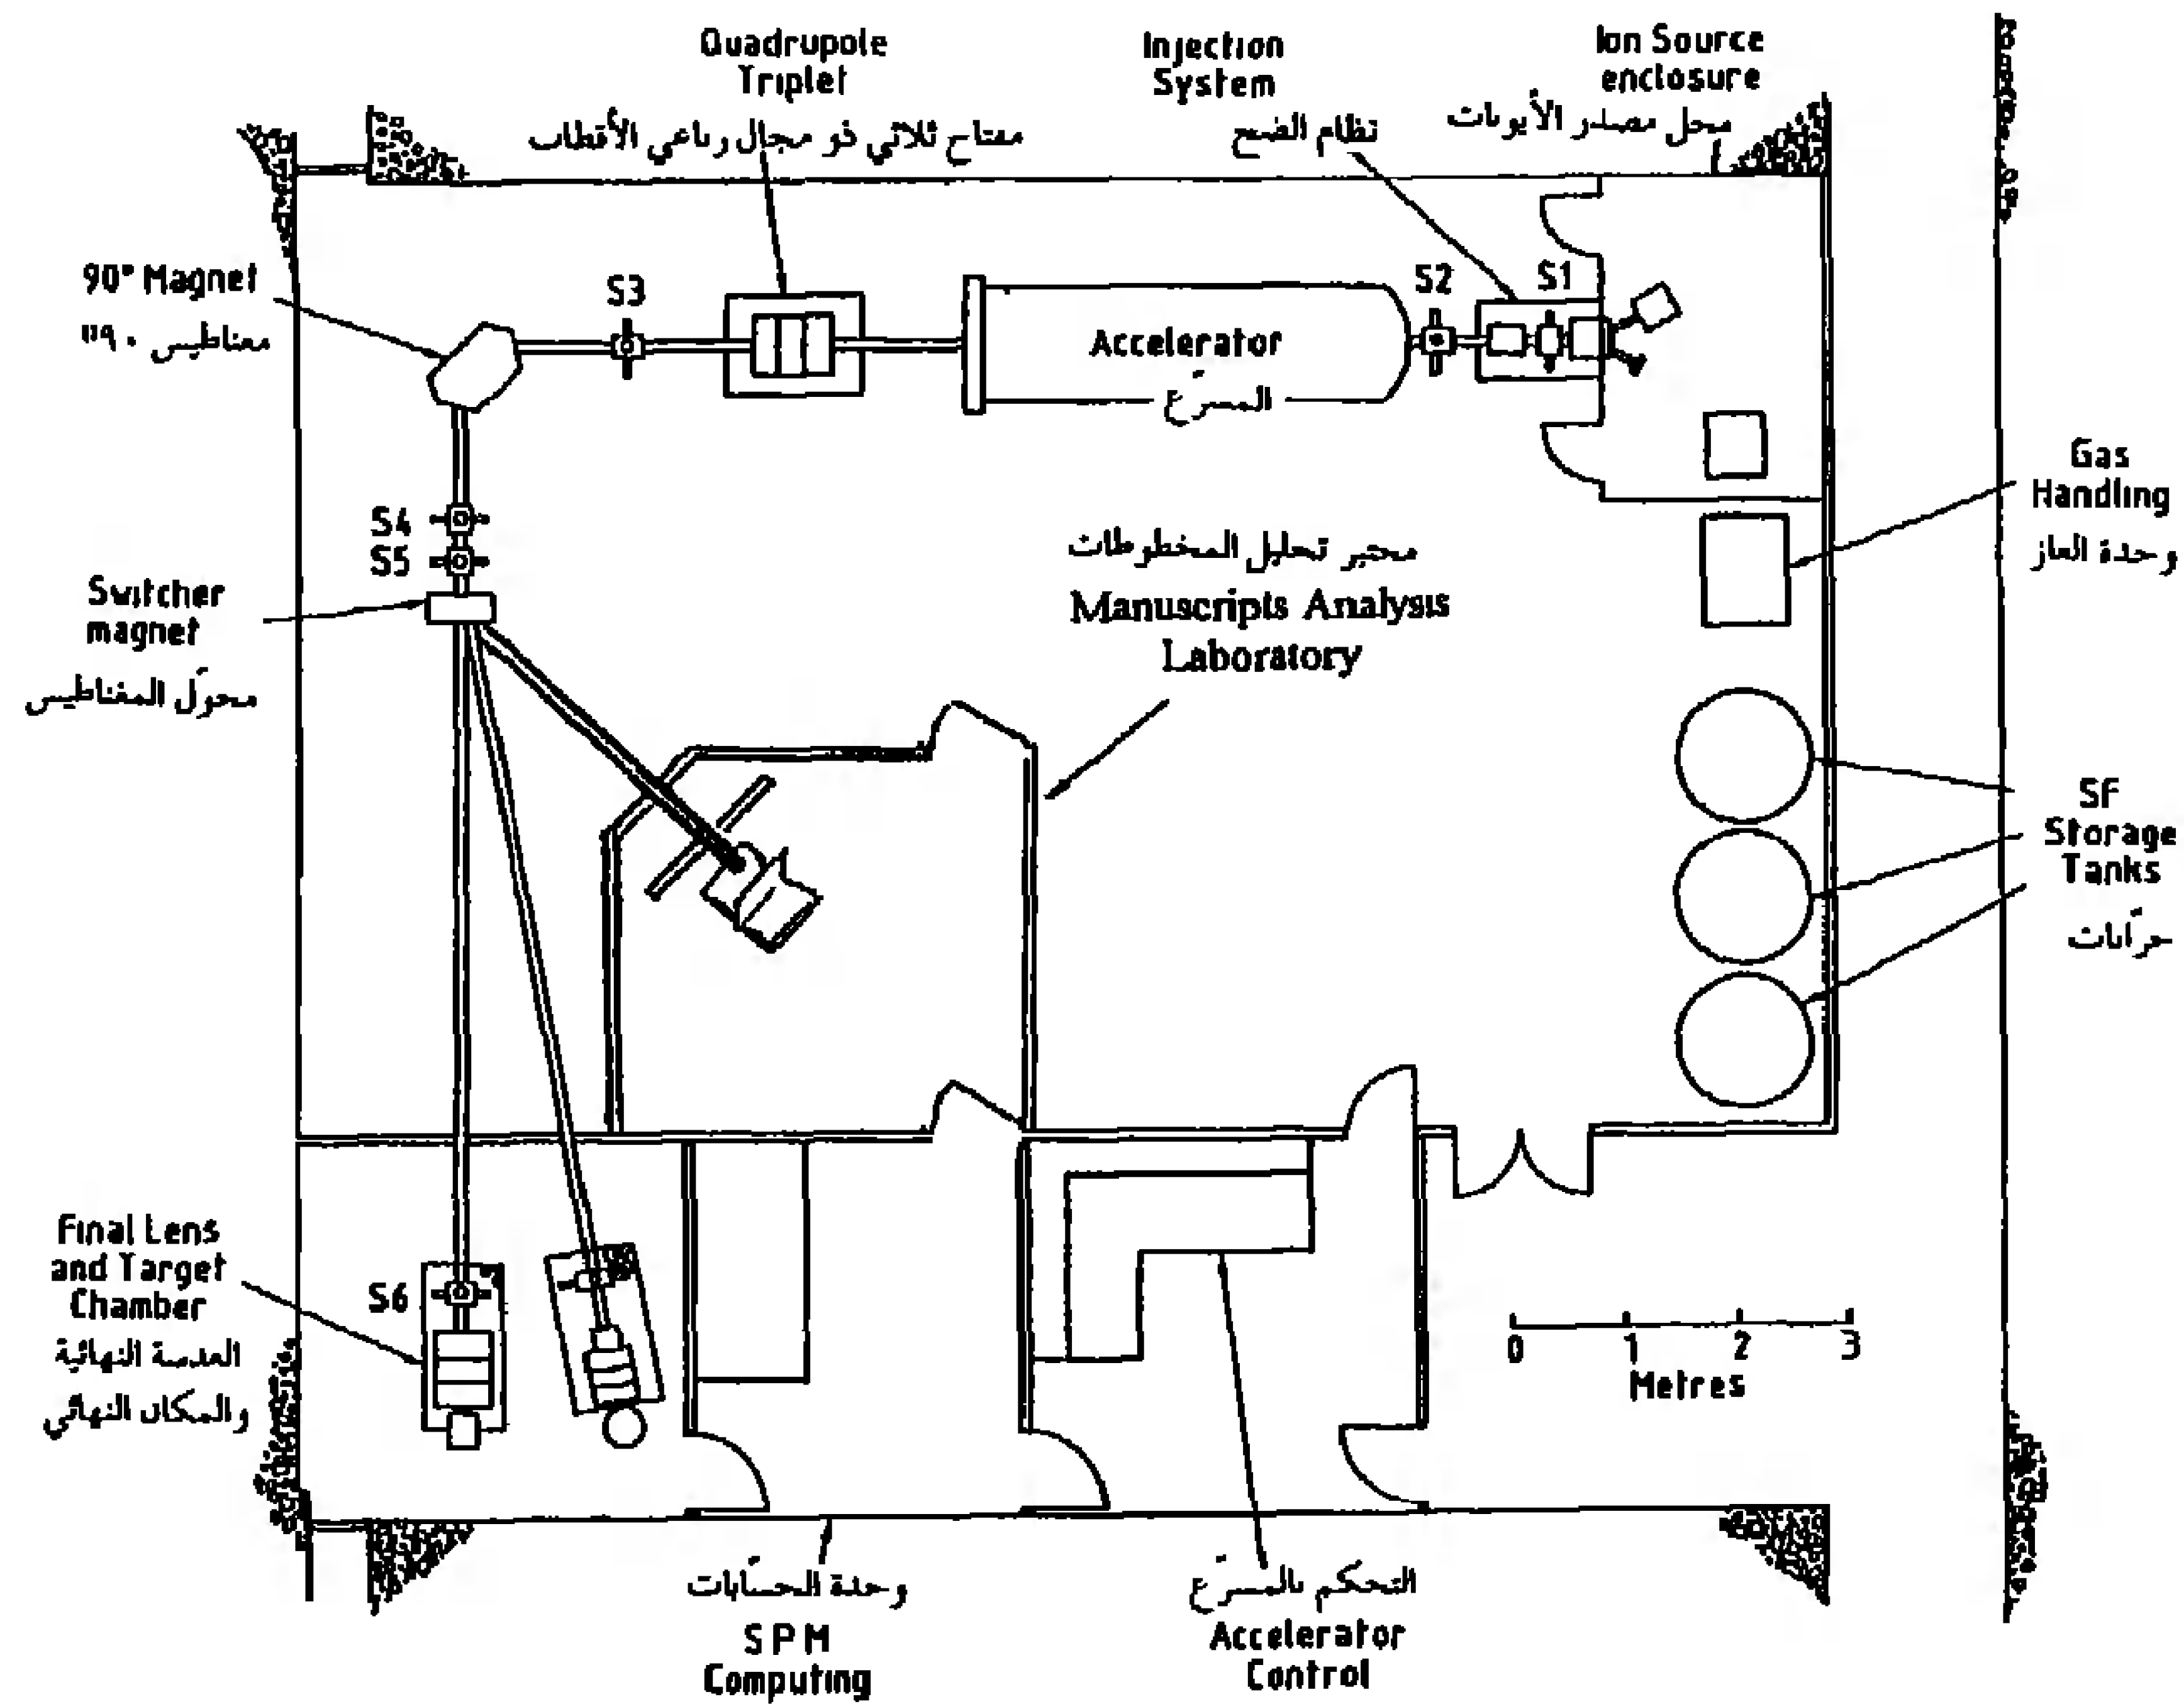 Quadrupole
Triplet
مفتاح ثلاثي ذو مجال رباعي الأقطاب
Injection
System
نظام الضخ
Ion Source
enclosure
محل مصدر الأيونات
90° Magnet
مغناطيس ٩٠°
S3
S2
S1
Accelerator
المسرّع
Gas
Handling
وحدة الغاز
S4
S5
مختبر تحليل المخطوطات
Manuscripts Analysis
Laboratory
Switcher
magnet
محوّل المغناطيس
SF
Storage
Tanks
خزّانات
Final Lens
and Target
Chamber
العدسة النهائية
والمكان النهائي
S6
0 1 2 3
Metres
وحدة الحسّابات
SPM
Computing
التحكم بالمسرّع
Accelerator
Control